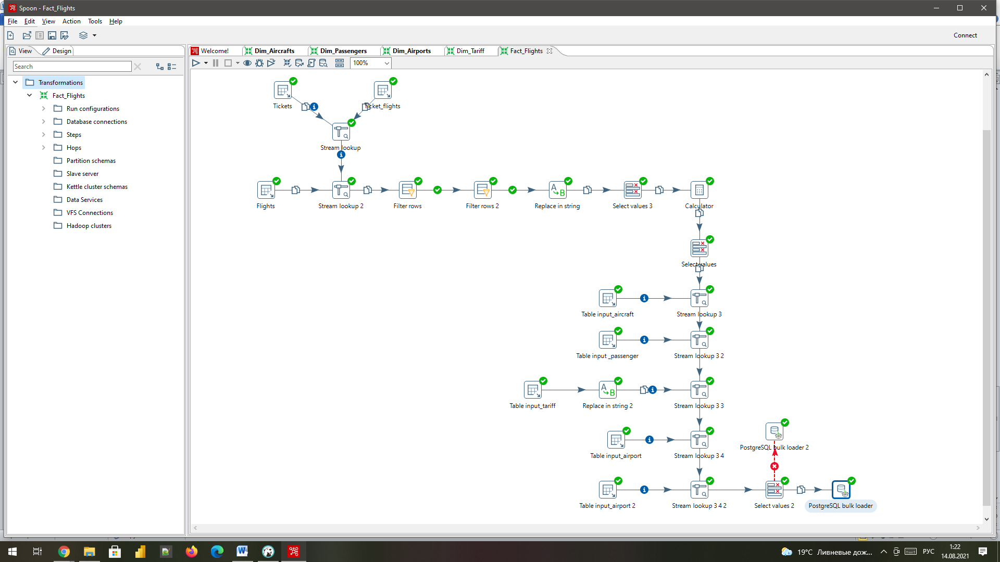 Spoon - Fact_Flights
File Edit View Action Tools Help
Connect
View Design
Welcome! Dim_Aircrafts Dim_Passengers Dim_Airports Dim_Tariff Fact_Flights
Search
100%
Transformations
Fact_Flights
Run configurations
Database connections
Steps
Hops
Partition schemas
Slave server
Kettle cluster schemas
Data Services
VFS Connections
Hadoop clusters
Tickets
Ticket_flights
Stream lookup
Flights
Stream lookup 2
Filter rows
Filter rows 2
Replace in string
Select values 3
Calculator
Select values
Table input_aircraft
Stream lookup 3
Table input _passenger
Stream lookup 3 2
Table input_tariff
Replace in string 2
Stream lookup 3 3
Table input_airport
Stream lookup 3 4
PostgreSQL bulk loader 2
Table input_airport 2
Stream lookup 3 4 2
Select values 2
PostgreSQL bulk loader
19°C Ливневые дож...
РУС
1:22
14.08.2021